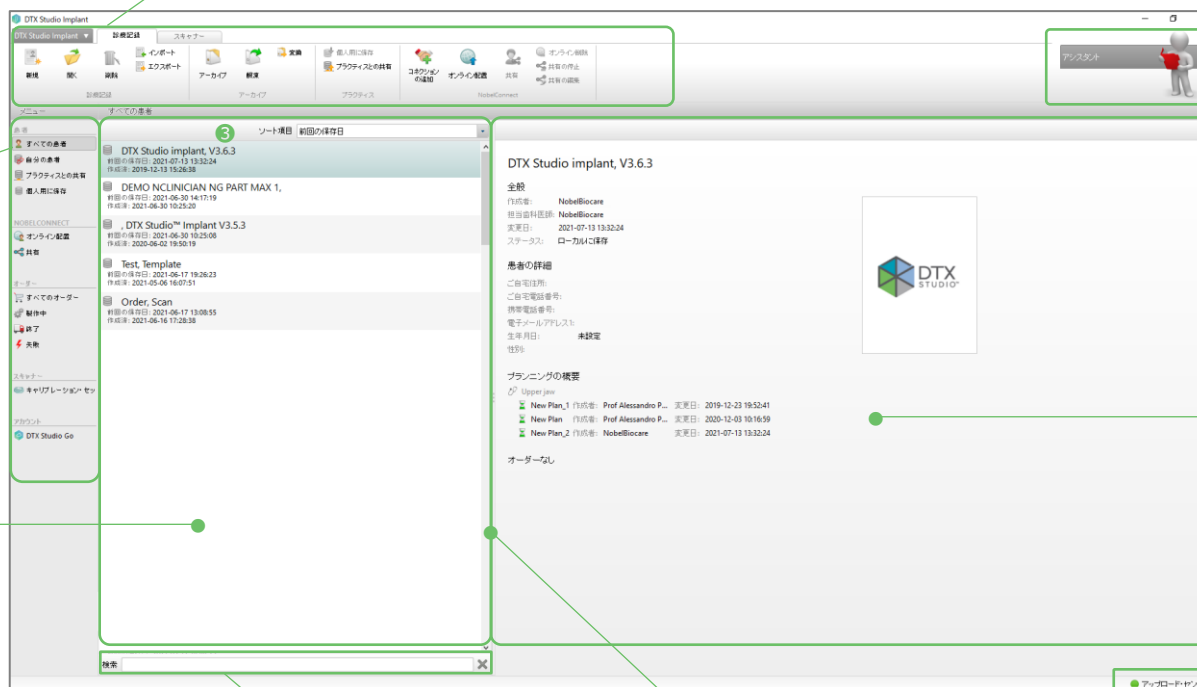 DTX Studio Implant
DTX Studio Implant ▼ 診療記録 スキャナー
新規 開く 削除 インポート エクスポート アーカイブ 解凍 変換 個人用に保存 プラクティスとの共有 コネクションの追加 オンライン配置 共有 オンライン削除 共有の停止 共有の編集
診療記録 アーカイブ プラクティス NobelConnect
アシスタント
メニュー すべての患者
患者
すべての患者
自分の患者
プラクティスとの共有
個人用に保存
NOBELCONNECT
オンライン配置
共有
オーダー
すべてのオーダー
製作中
終了
失敗
スキャナー
キャリブレーション・セッ
アカウント
DTX Studio Go
3 ソート項目 前回の保存日
DTX Studio implant, V3.6.3
前回の保存日: 2021-07-13 13:32:24
作成済: 2019-12-13 15:26:38
DEMO NCLINICIAN NG PART MAX 1,
前回の保存日: 2021-06-30 14:17:19
作成済: 2021-06-30 10:25:20
, DTX Studio™ Implant V3.5.3
前回の保存日: 2021-06-30 10:25:08
作成済: 2020-06-02 19:50:19
Test, Template
前回の保存日: 2021-06-17 19:26:23
作成済: 2021-05-06 16:07:51
Order, Scan
前回の保存日: 2021-06-17 13:08:55
作成済: 2021-06-16 17:28:38
検索
DTX Studio implant, V3.6.3
全般
作成者: NobelBiocare
担当歯科医師: NobelBiocare
変更日: 2021-07-13 13:32:24
ステータス: ローカルに保存
患者の詳細
ご自宅住所:
ご自宅電話番号:
携帯電話番号:
電子メールアドレス1:
生年月日: 未設定
性別:
プランニングの概要
Upper jaw
New Plan_1 作成者: Prof Alessandro P... 変更日: 2019-12-23 19:52:41
New Plan 作成者: Prof Alessandro P... 変更日: 2020-12-03 10:16:59
New Plan_2 作成者: NobelBiocare 変更日: 2021-07-13 13:32:24
オーダーなし
DTX
STUDIO™
アップロード・セン